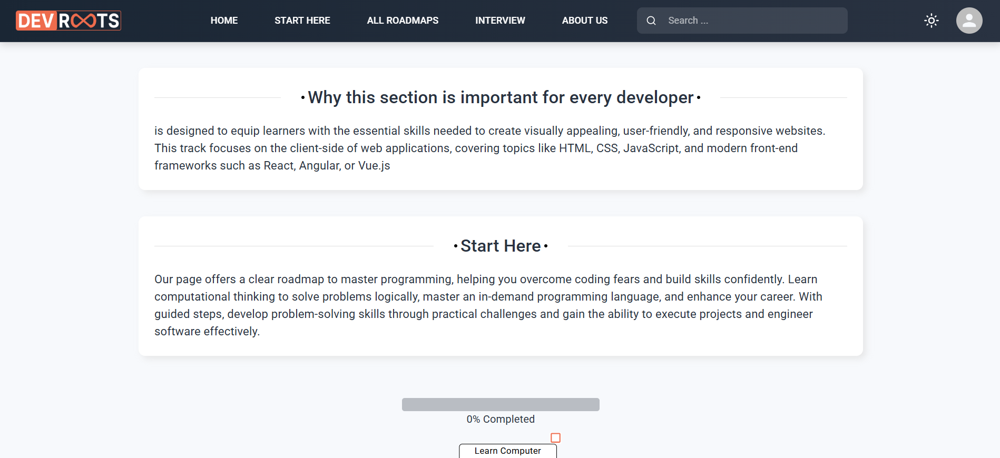 DEV ROOTS
HOME
START HERE
ALL ROADMAPS
INTERVIEW
ABOUT US
Search ...
• Why this section is important for every developer •
is designed to equip learners with the essential skills needed to create visually appealing, user-friendly, and responsive websites.
This track focuses on the client-side of web applications, covering topics like HTML, CSS, JavaScript, and modern front-end
frameworks such as React, Angular, or Vue.js
• Start Here •
Our page offers a clear roadmap to master programming, helping you overcome coding fears and build skills confidently. Learn
computational thinking to solve problems logically, master an in-demand programming language, and enhance your career. With
guided steps, develop problem-solving skills through practical challenges and gain the ability to execute projects and engineer
software effectively.
0% Completed
Learn Computer